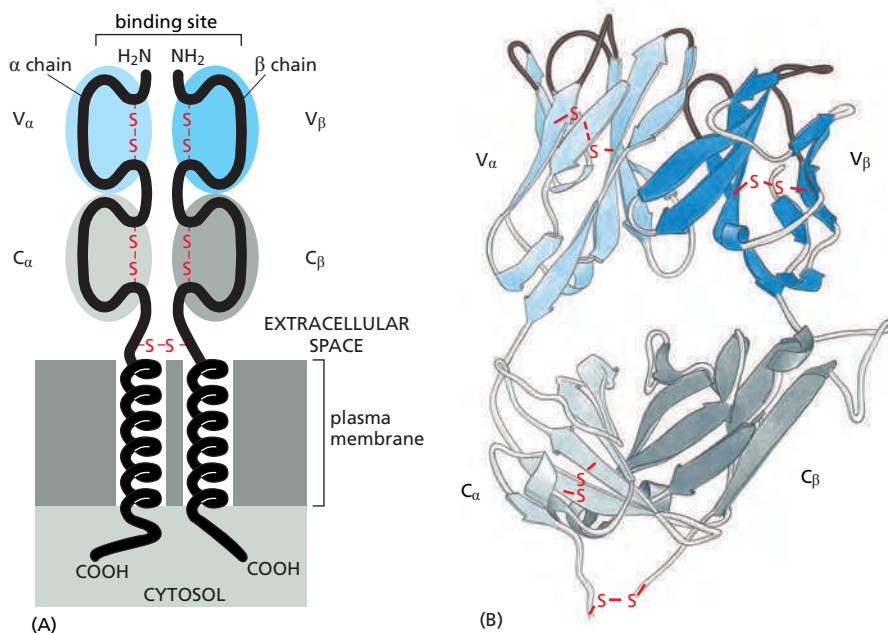 binding site
H₂N NH₂
α chain
β chain
Vα
Vβ
S
S
S
S
Cα
Cβ
S
S
S
S
EXTRACELLULAR
SPACE
S S
plasma
membrane
COOH
COOH
CYTOSOL
(A)
(B)
Vα
Vβ
S
S
S S
Cα
Cβ
S
S
S S